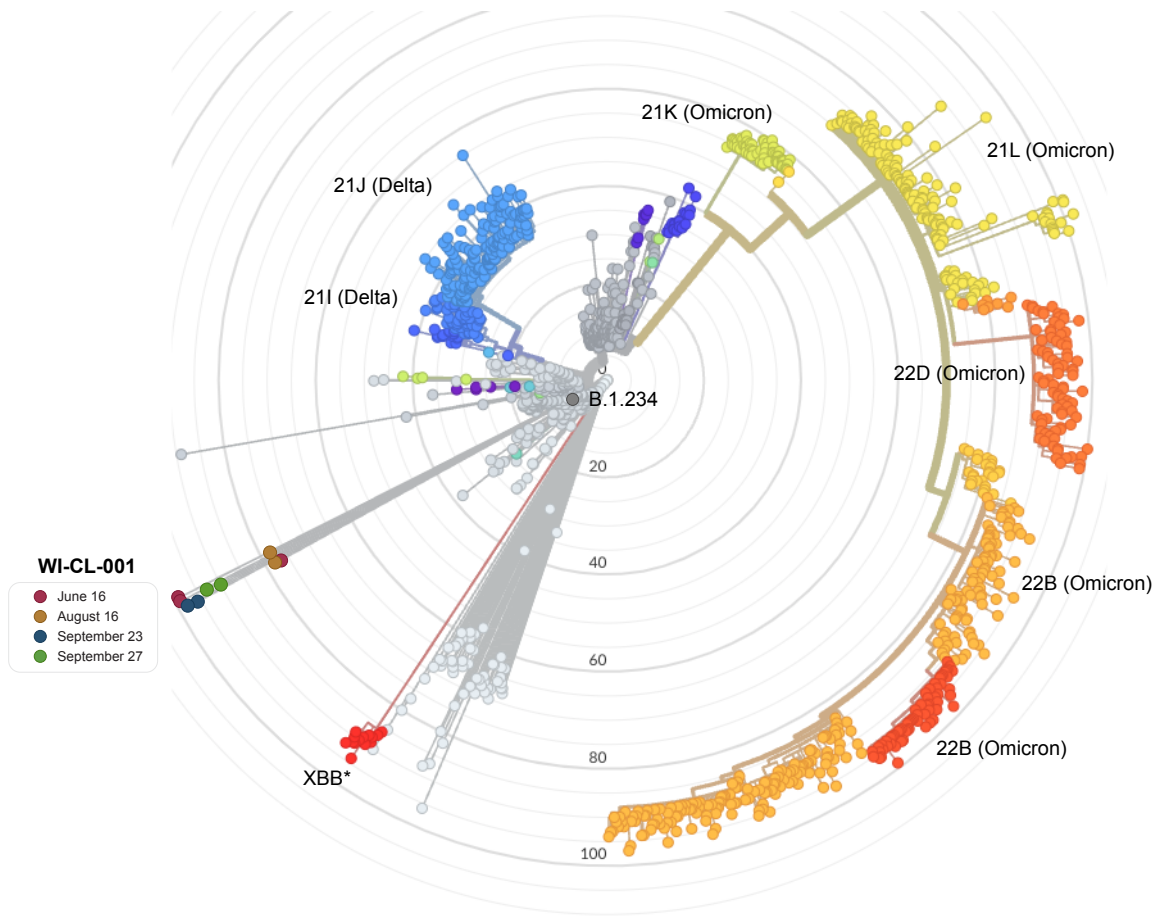 21K (Omicron)
21L (Omicron)
21J (Delta)
21I (Delta)
0
22D (Omicron)
B.1.234
20
40
WI-CL-001
June 16
August 16
September 23
September 27
22B (Omicron)
60
22B (Omicron)
80
XBB*
100